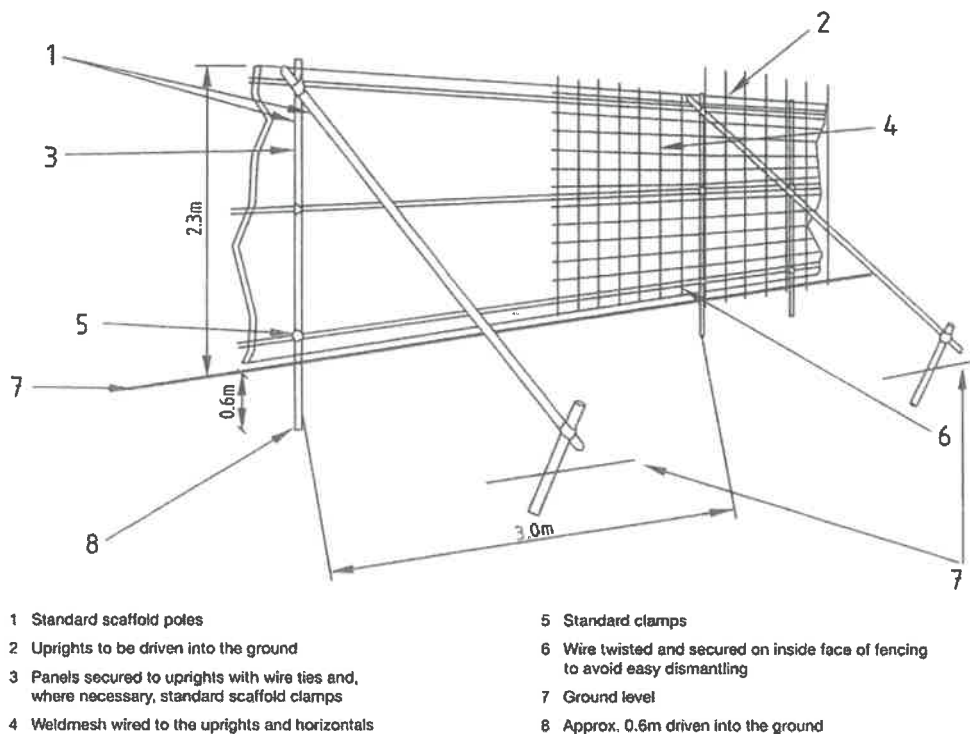 1
2
3
4
2.3m
5
7
0.6m
6
8
3.0m
7
1 Standard scaffold poles
2 Uprights to be driven into the ground
3 Panels secured to uprights with wire ties and,
where necessary, standard scaffold clamps
4 Weldmesh wired to the uprights and horizontals
5 Standard clamps
6 Wire twisted and secured on inside face of fencing
to avoid easy dismantling
7 Ground level
8 Approx. 0.6m driven into the ground